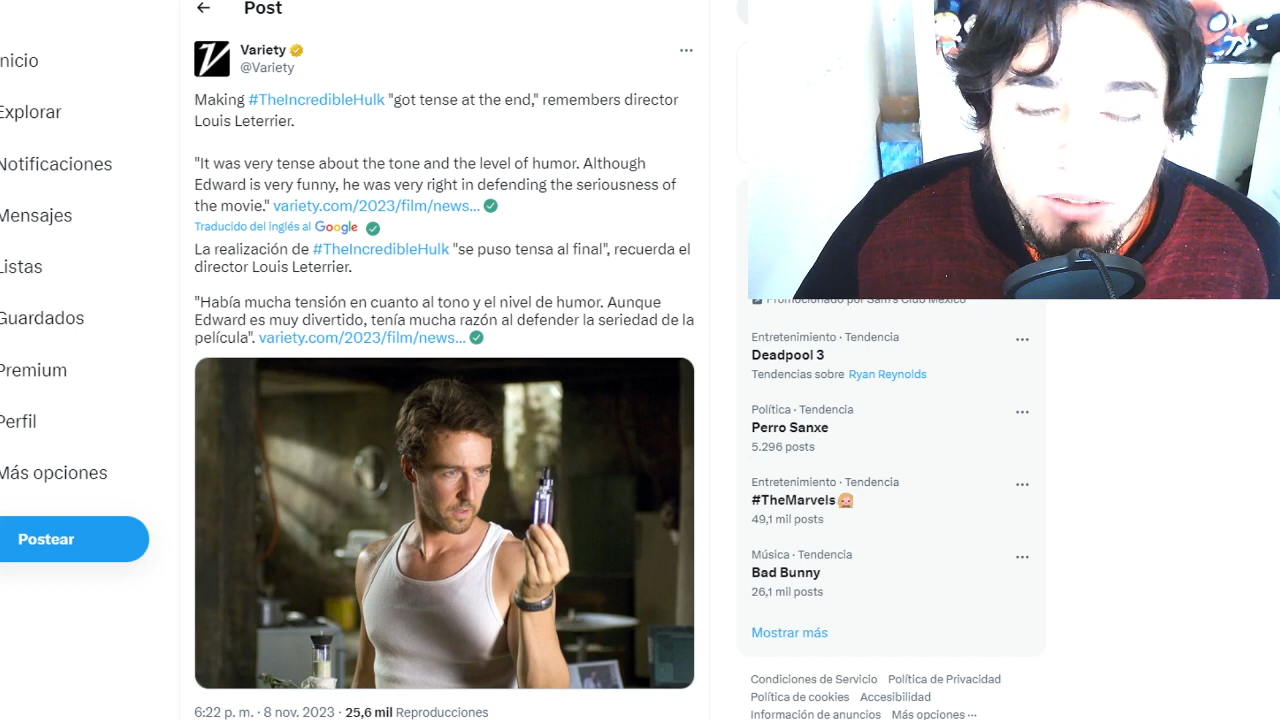 Post
Inicio
Explorar
Notificaciones
Mensajes
Listas
Guardados
Premium
Perfil
Más opciones
Postear
Variety
@Variety
Making #TheIncredibleHulk "got tense at the end," remembers director
Louis Leterrier.
"It was very tense about the tone and the level of humor. Although
Edward is very funny, he was very right in defending the seriousness of
the movie." variety.com/2023/film/news...
Traducido del inglés al Google
La realización de #TheIncredibleHulk "se puso tensa al final", recuerda el
director Louis Leterrier.
"Había mucha tensión en cuanto al tono y el nivel de humor. Aunque
Edward es muy divertido, tenía mucha razón al defender la seriedad de la
película". variety.com/2023/film/news...
6:22 p. m. · 8 nov. 2023 · 25,6 mil Reproducciones
Promocionado por Sam's Club México
Entretenimiento · Tendencia
Deadpool 3
Tendencias sobre Ryan Reynolds
Política · Tendencia
Perro Sanxe
5.296 posts
Entretenimiento · Tendencia
#TheMarvels
49,1 mil posts
Música · Tendencia
Bad Bunny
26,1 mil posts
Mostrar más
Condiciones de Servicio Política de Privacidad
Política de cookies Accesibilidad
Información de anuncios Más opciones ···